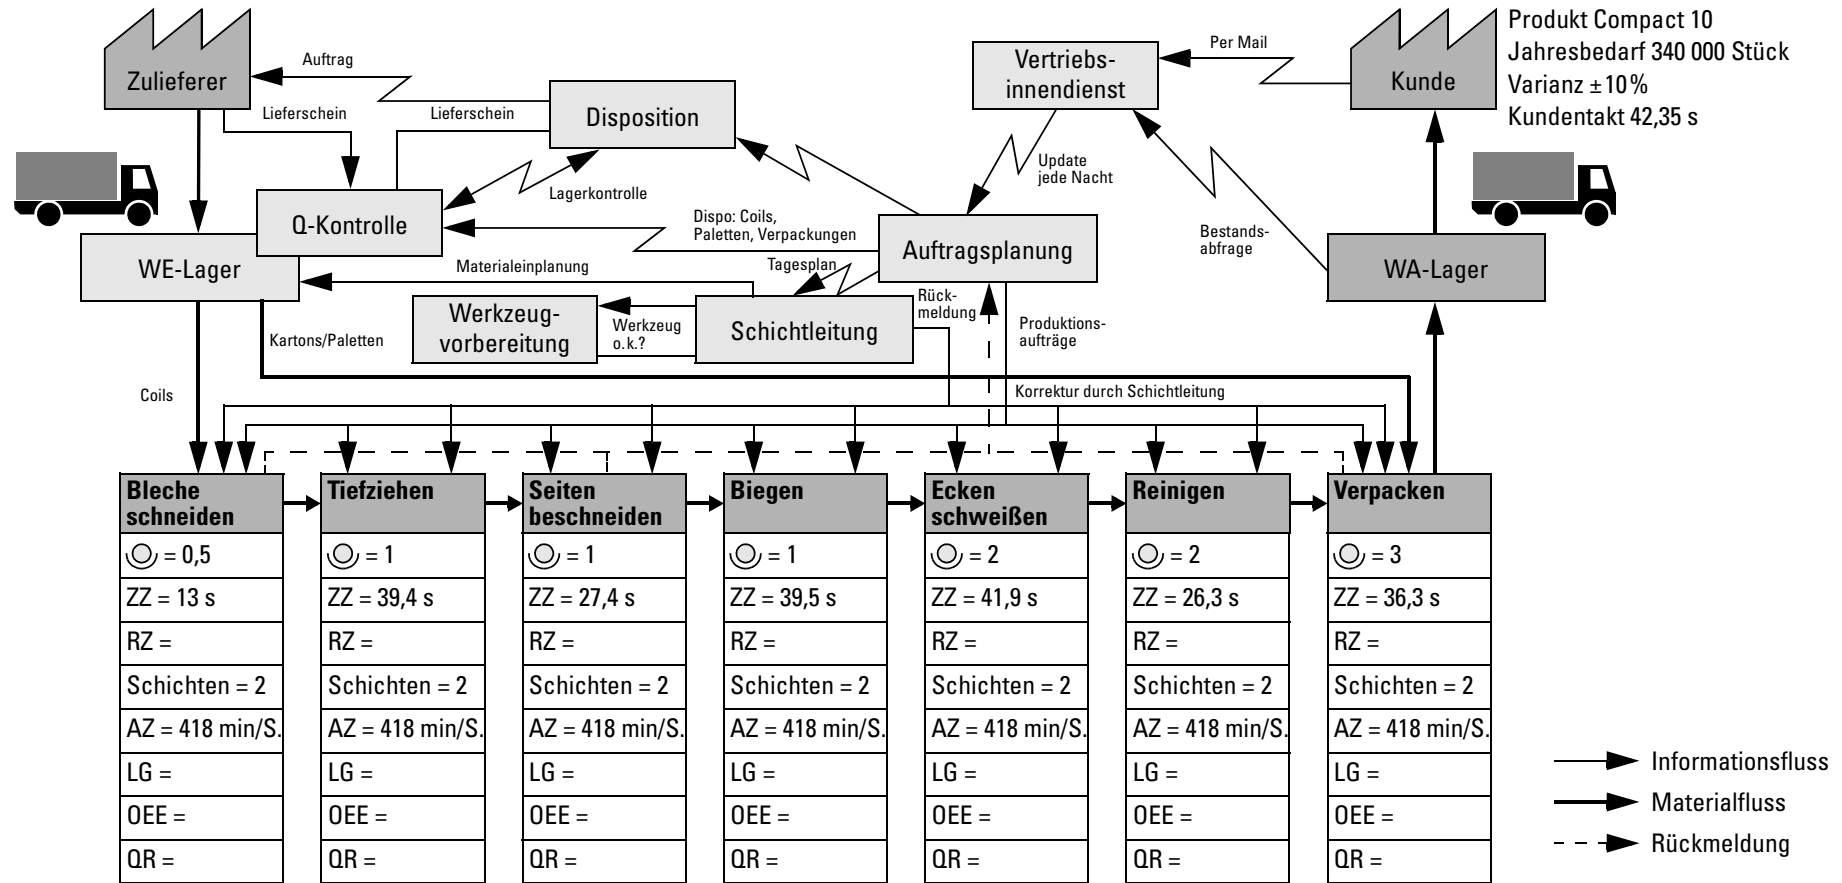 Produkt Compact 10
Jahresbedarf 340 000 Stück
Varianz ± 10 %
Kundentakt 42,35 s
Zulieferer
Auftrag
Lieferschein
Lieferschein
Disposition
Vertriebs-
innendienst
Per Mail
Kunde
Update
jede Nacht
Lagerkontrolle
Q-Kontrolle
WE-Lager
Dispo: Coils,
Paletten, Verpackungen
Auftragsplanung
Bestands-
abfrage
WA-Lager
Materialeinplanung
Tagesplan
Werkzeug-
vorbereitung
Werkzeug
o.k.?
Schichtleitung
Rück-
meldung
Produktions-
aufträge
Kartons/Paletten
Coils
Korrektur durch Schichtleitung
Bleche
schneiden
= 0,5
ZZ = 13 s
RZ =
Schichten = 2
AZ = 418 min/S.
LG =
OEE =
QR =
Tiefziehen
= 1
ZZ = 39,4 s
RZ =
Schichten = 2
AZ = 418 min/S.
LG =
OEE =
QR =
Seiten
beschneiden
= 1
ZZ = 27,4 s
RZ =
Schichten = 2
AZ = 418 min/S.
LG =
OEE =
QR =
Biegen
= 1
ZZ = 39,5 s
RZ =
Schichten = 2
AZ = 418 min/S.
LG =
OEE =
QR =
Ecken
schweißen
= 2
ZZ = 41,9 s
RZ =
Schichten = 2
AZ = 418 min/S.
LG =
OEE =
QR =
Reinigen
= 2
ZZ = 26,3 s
RZ =
Schichten = 2
AZ = 418 min/S.
LG =
OEE =
QR =
Verpacken
= 3
ZZ = 36,3 s
RZ =
Schichten = 2
AZ = 418 min/S.
LG =
OEE =
QR =
Informationsfluss
Materialfluss
Rückmeldung